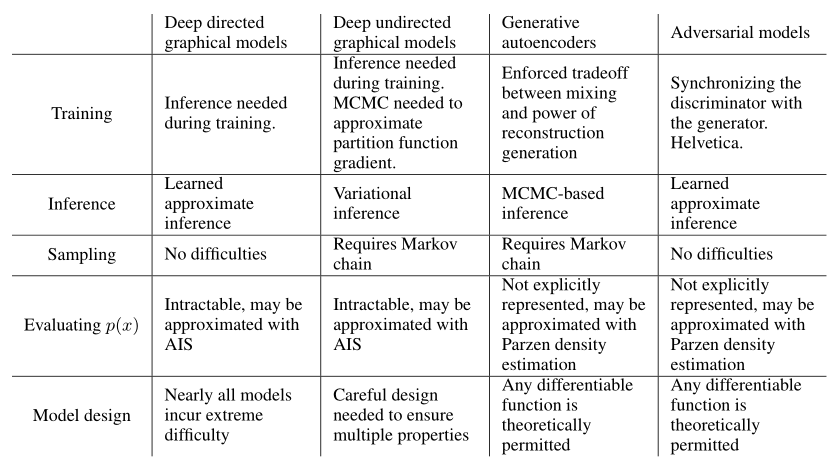 Deep directed
graphical models
Deep undirected
graphical models
Generative
autoencoders
Adversarial models
Training
Inference needed
during training.
Inference needed
during training.
MCMC needed to
approximate
partition function
gradient.
Enforced tradeoff
between mixing
and power of
reconstruction
generation
Synchronizing the
discriminator with
the generator.
Helvetica.
Inference
Learned
approximate
inference
Variational
inference
MCMC-based
inference
Learned
approximate
inference
Sampling
No difficulties
Requires Markov
chain
Requires Markov
chain
No difficulties
Evaluating p(x)
Intractable, may be
approximated with
AIS
Intractable, may be
approximated with
AIS
Not explicitly
represented, may be
approximated with
Parzen density
estimation
Not explicitly
represented, may be
approximated with
Parzen density
estimation
Model design
Nearly all models
incur extreme
difficulty
Careful design
needed to ensure
multiple properties
Any differentiable
function is
theoretically
permitted
Any differentiable
function is
theoretically
permitted